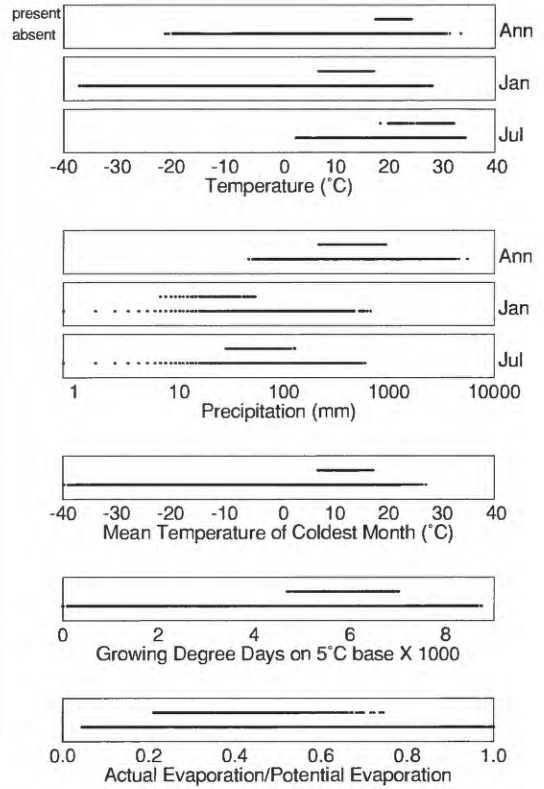 present
absent
Ann
Jan
Jul
-40 -30 -20 -10 0 10 20 30 40
Temperature (˚C)
Ann
Jan
Jul
1 10 100 1000 10000
Precipitation (mm)
-40 -30 -20 -10 0 10 20 30 40
Mean Temperature of Coldest Month (˚C)
0 2 4 6 8
Growing Degree Days on 5˚C base X 1000
0.0 0.2 0.4 0.6 0.8 1.0
Actual Evaporation/Potential Evaporation